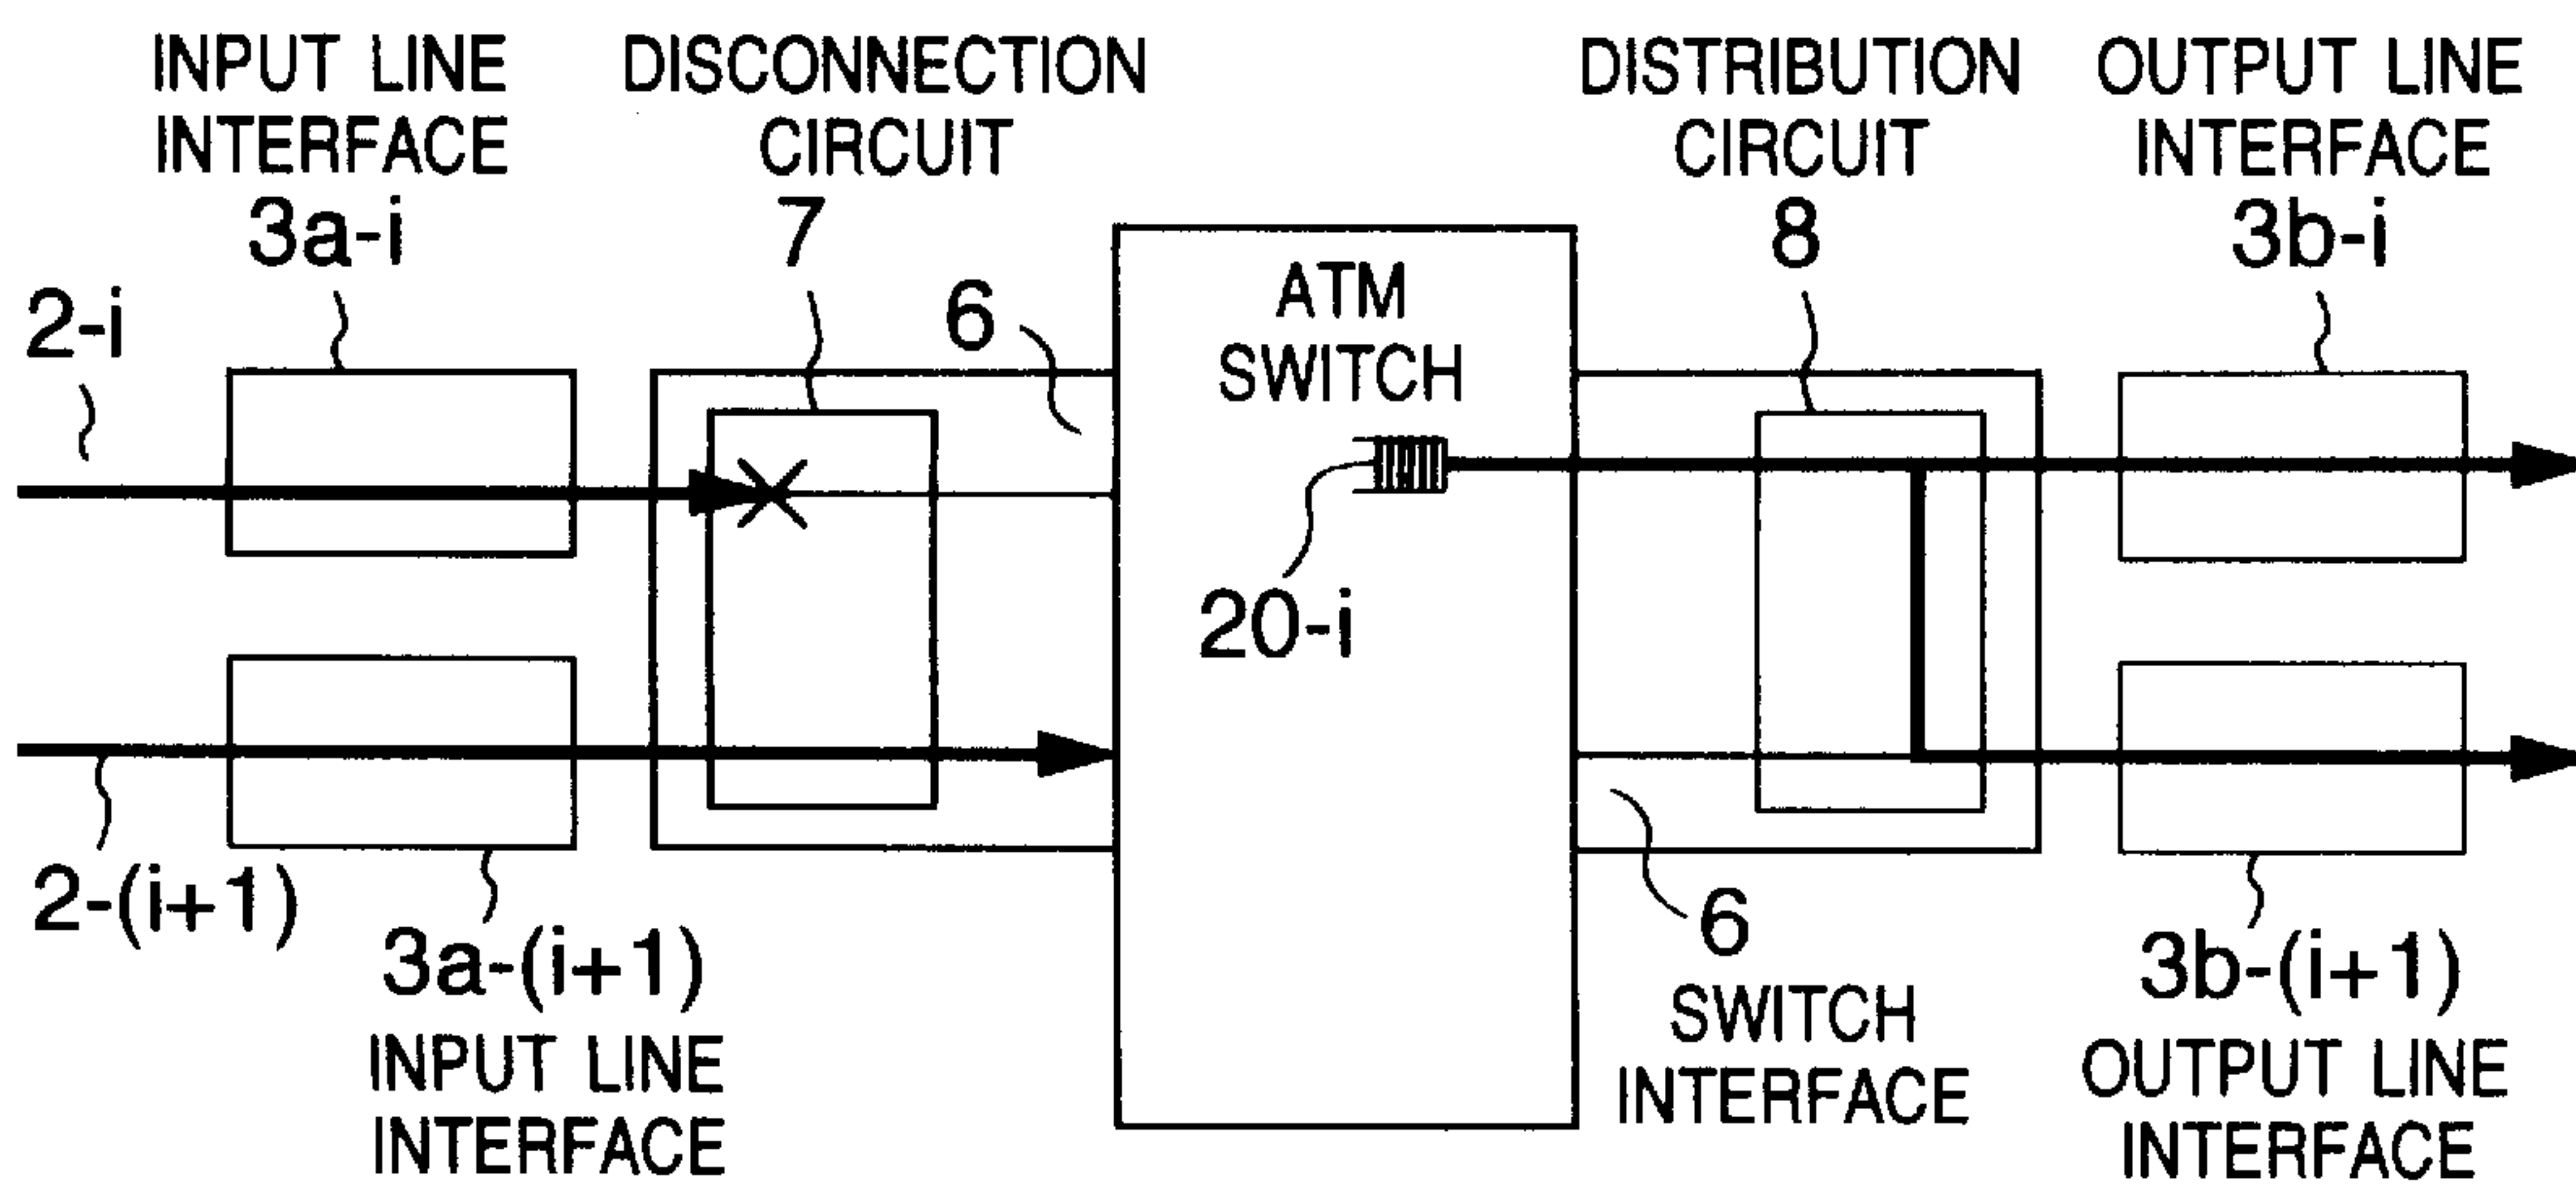 INPUT LINE
INTERFACE
3a-i
DISCONNECTION
CIRCUIT
7
DISTRIBUTION
CIRCUIT
8
OUTPUT LINE
INTERFACE
3b-i
2-i
6
ATM
SWITCH
20-i
2-(i+1)
3a-(i+1)
INPUT LINE
INTERFACE
6
SWITCH
INTERFACE
3b-(i+1)
OUTPUT LINE
INTERFACE